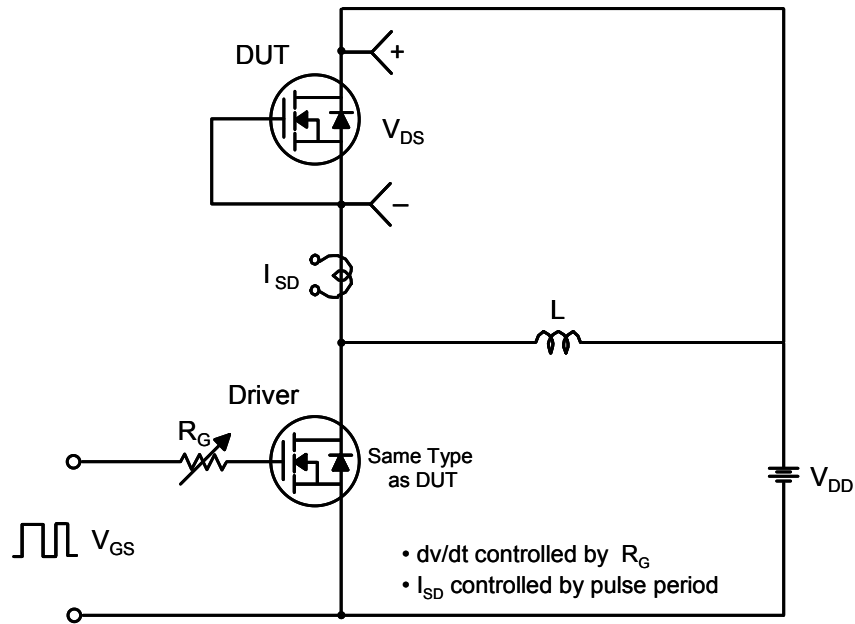 DUT
+
V_DS
–
I_SD
L
Driver
R_G
Same Type
as DUT
V_DD
V_GS
• dv/dt controlled by R_G
• I_SD controlled by pulse period